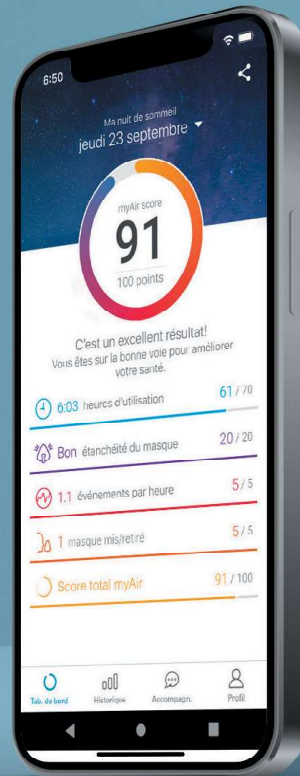 6:50
Ma nuit de sommeil
jeudi 23 septembre
myAir score
91
100 points
C'est un excellent résultat!
Vous êtes sur la bonne voie pour améliorer
votre santé.
6:03 heures d'utilisation 61 / 70
Bon étanchéité du masque 20 / 20
1.1 événements par heure 5 / 5
1 masque mis/retiré 5 / 5
Score total myAir 91 / 100
Tab. de bord Historique Accompagn. Profil